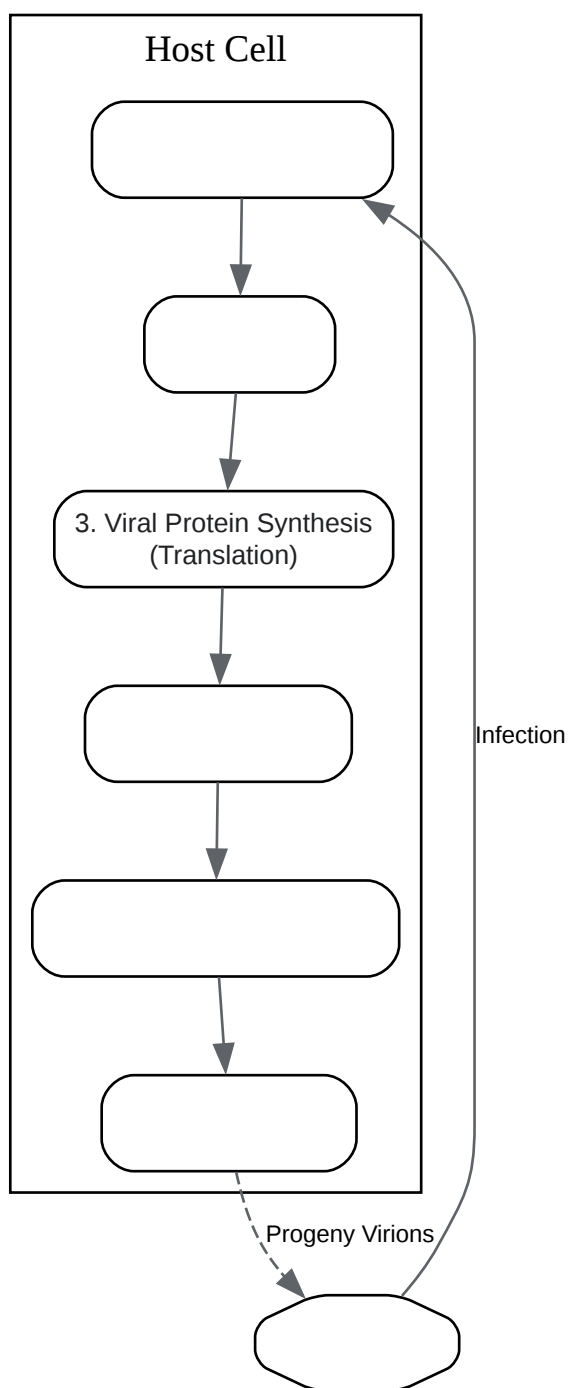 Host Cell
3. Viral Protein Synthesis
(Translation)
Infection
Progeny Virions